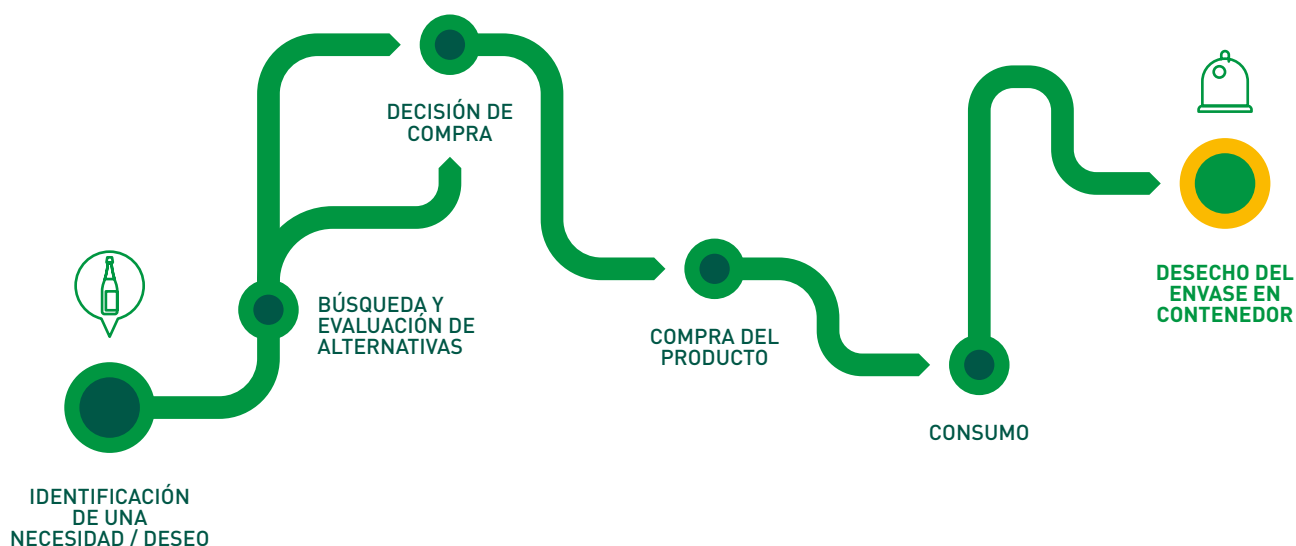 IDENTIFICACIÓN
DE UNA
NECESIDAD / DESEO
BÚSQUEDA Y
EVALUACIÓN DE
ALTERNATIVAS
DECISIÓN DE
COMPRA
COMPRA DEL
PRODUCTO
CONSUMO
DESECHO DEL
ENVASE EN
CONTENEDOR